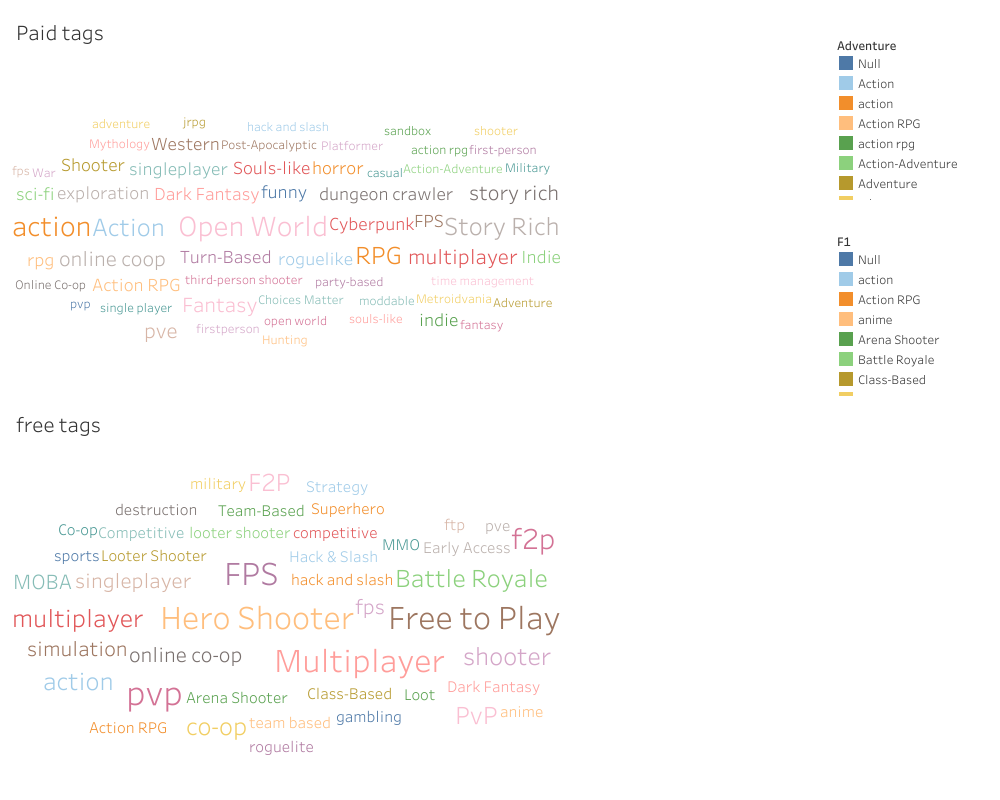 Paid tags
adventure jrpg hack and slash sandbox shooter
Mythology Western Post-Apocalyptic Platformer action rpg first-person
fps War Shooter singleplayer Souls-like horror casual Action-Adventure Military
sci-fi exploration Dark Fantasy funny dungeon crawler story rich
action Action Open World Cyberpunk FPS Story Rich
rpg online coop Turn-Based roguelike RPG multiplayer Indie
Online Co-op Action RPG third-person shooter party-based time management
pvp single player Fantasy Choices Matter moddable Metroidvania Adventure
pve firstperson open world souls-like indie fantasy
Hunting
Adventure
Null
Action
action
Action RPG
action rpg
Action-Adventure
Adventure
F1
Null
action
Action RPG
anime
Arena Shooter
Battle Royale
Class-Based
free tags
military F2P Strategy
destruction Team-Based Superhero
Co-op Competitive looter shooter competitive ftp pve
sports Looter Shooter Hack & Slash MMO Early Access f2p
MOBA singleplayer FPS hack and slash Battle Royale
multiplayer Hero Shooter fps Free to Play
simulation online co-op Multiplayer shooter
action pvp Arena Shooter Class-Based Loot Dark Fantasy
Action RPG co-op team based gambling PvP anime
roguelite